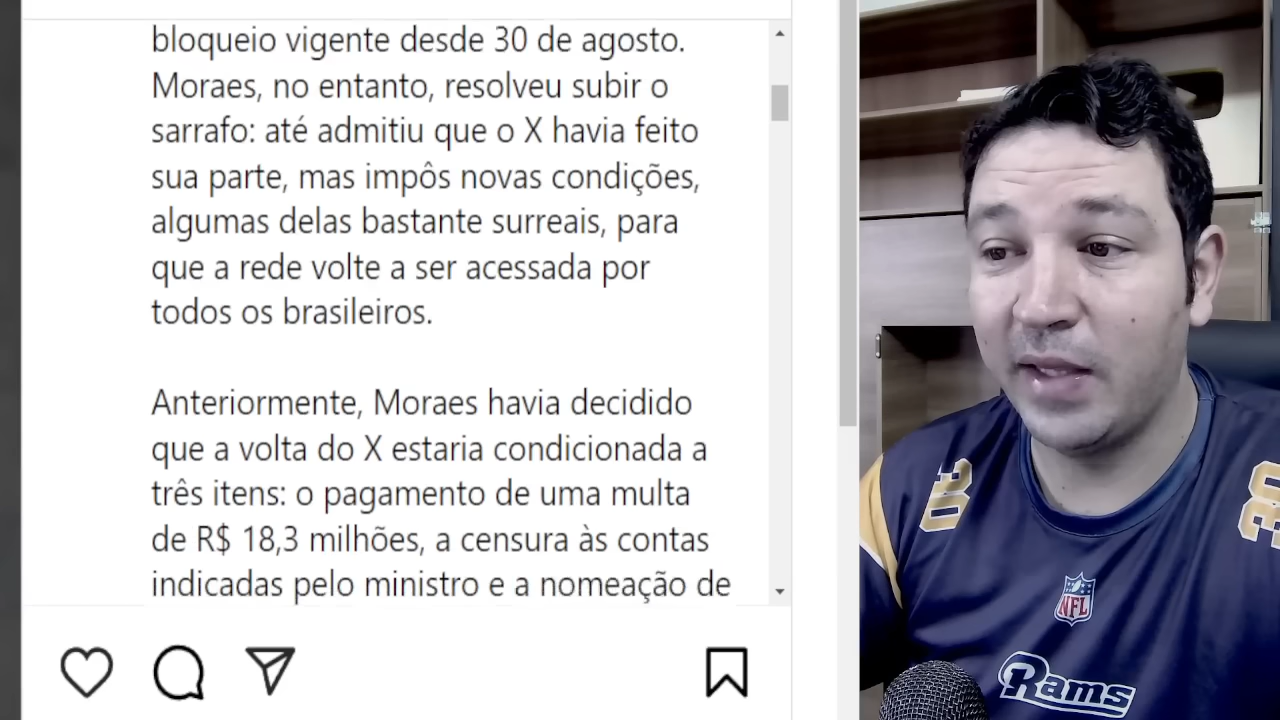 bloqueio vigente desde 30 de agosto.
Moraes, no entanto, resolveu subir o
sarrafo: até admitiu que o X havia feito
sua parte, mas impôs novas condições,
algumas delas bastante surreais, para
que a rede volte a ser acessada por
todos os brasileiros.
Anteriormente, Moraes havia decidido
que a volta do X estaria condicionada a
três itens: o pagamento de uma multa
de R$ 18,3 milhões, a censura às contas
indicadas pelo ministro e a nomeação de
30
30
NFL
Rams